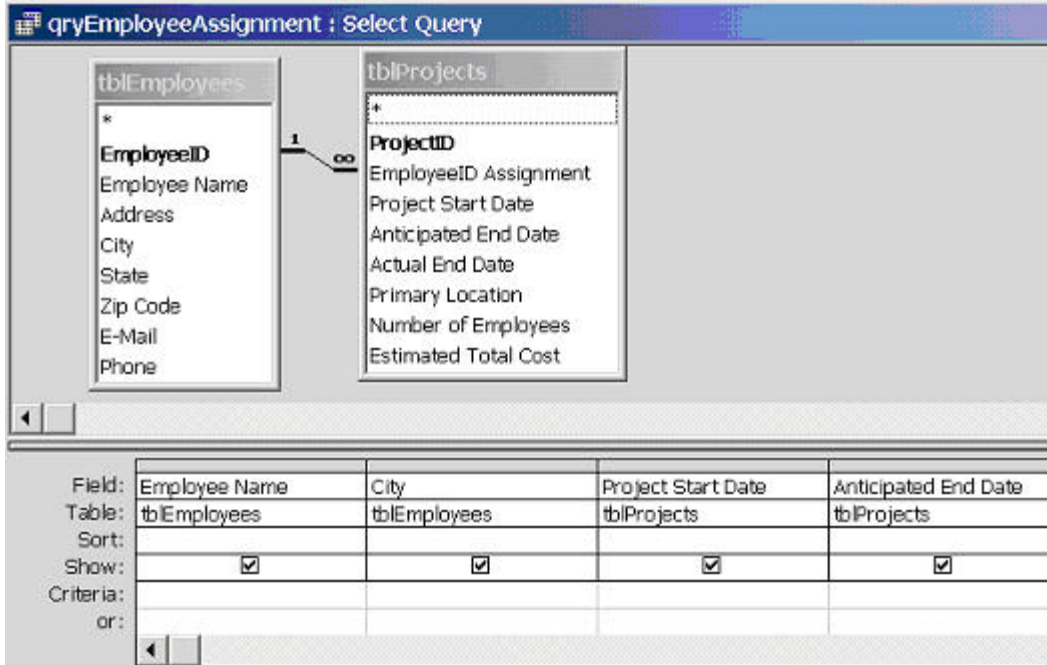 qryEmployeeAssignment : Select Query
tblEmployees
*
EmployeeID
Employee Name
Address
City
State
Zip Code
E-Mail
Phone
1
∞
tblProjects
*
ProjectID
EmployeeID Assignment
Project Start Date
Anticipated End Date
Actual End Date
Primary Location
Number of Employees
Estimated Total Cost
Field: Employee Name City Project Start Date Anticipated End Date
Table: tblEmployees tblEmployees tblProjects tblProjects
Sort:
Show:
Criteria:
or: